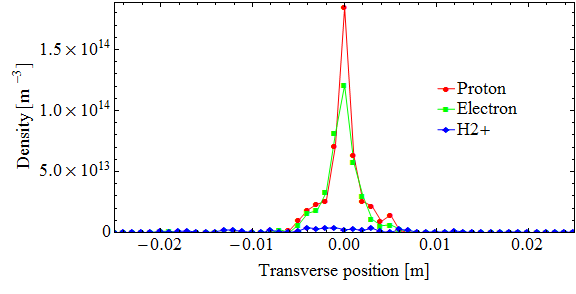 1.5 × 10^14
1.0 × 10^14
5.0 × 10^13
0
Density [m^−3]
Proton
Electron
H2+
−0.02 −0.01 0.00 0.01 0.02
Transverse position [m]